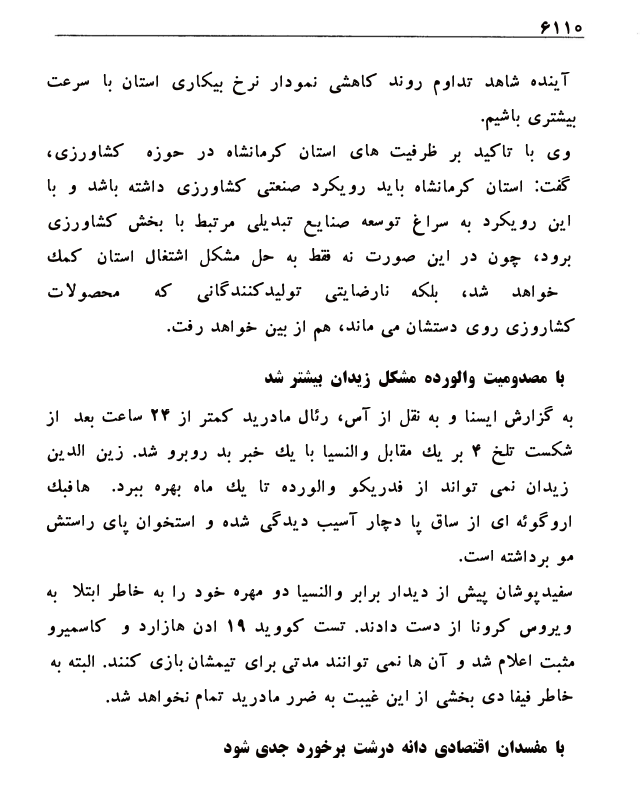 ۶۱۱۰
آینده شاهد تداوم روند کاهشی نمودار نرخ بیکاری استان با سرعت
بیشتری باشیم.
وی با تاکید بر ظرفیت های استان کرمانشاه در حوزه کشاورزی،
گفت: استان کرمانشاه باید رویکرد صنعتی کشاورزی داشته باشد و با
این رویکرد به سراغ توسعه صنایع تبدیلی مرتبط با بخش کشاورزی
برود، چون در این صورت نه فقط به حل مشکل اشتغال استان کمک
خواهد شد، بلکه نارضایتی تولیدکنندگانی که محصولات
کشاروزی روی دستشان می ماند، هم از بین خواهد رفت.
با مصدومیت والورده مشکل زیدان بیشتر شد
به گزارش ایسنا و به نقل از آس، رئال مادرید کمتر از ۲۴ ساعت بعد از
شکست تلخ ۴ بر یک مقابل والنسیا با یک خبر بد روبرو شد. زین الدین
زیدان نمی تواند از فدریکو والورده تا یک ماه بهره ببرد. هافبک
اروگوئه ای از ساق پا دچار آسیب دیدگی شده و استخوان پای راستش
مو برداشته است.
سفیدپوشان پیش از دیدار برابر والنسیا دو مهره خود را به خاطر ابتلا به
ویروس کرونا از دست دادند. تست کووید ۱۹ ادن هازارد و کاسمیرو
مثبت اعلام شد و آن ها نمی توانند مدتی برای تیمشان بازی کنند. البته به
خاطر فیفا دی بخشی از این غیبت به ضرر مادرید تمام نخواهد شد.
با مفسدان اقتصادی دانه درشت برخورد جدی شود